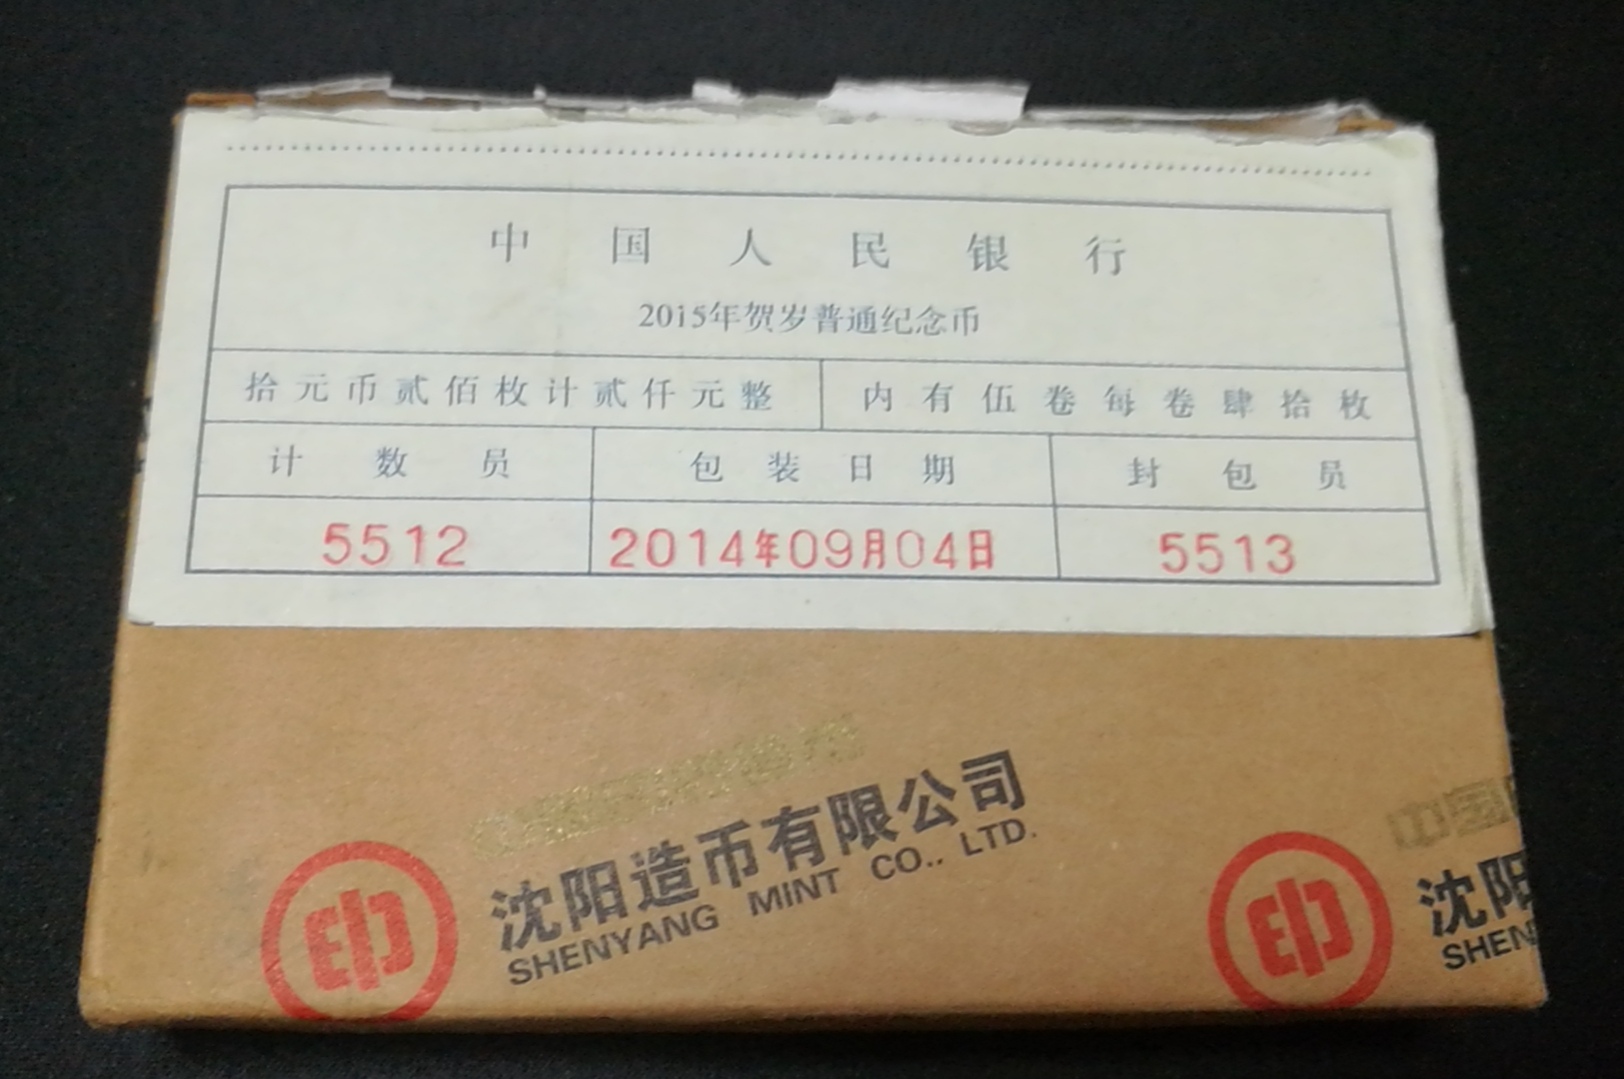 中国人民银行
2015年贺岁普通纪念币
拾元币贰佰枚计贰仟元整 内有伍卷每卷肆拾枚
计数员 包装日期 封包员
5512 2014年09月04日 5513
沈阳造币有限公司
SHENYANG MINT CO., LTD.
中国
沈阳
SHEN